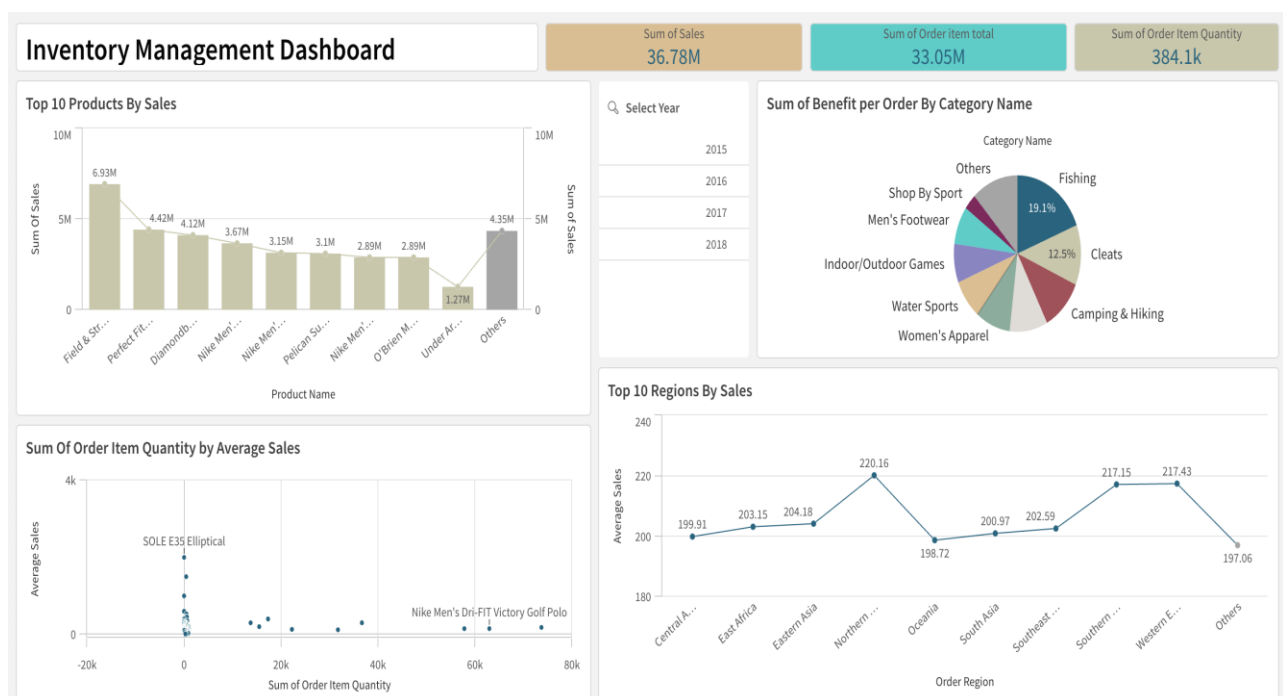 Inventory Management Dashboard
Sum of Sales
36.78M
Sum of Order item total
33.05M
Sum of Order Item Quantity
384.1k
Top 10 Products By Sales
10M
5M
0
Sum Of Sales
6.93M
4.42M
4.12M
3.67M
3.15M
3.1M
2.89M
2.89M
1.27M
4.35M
10M
5M
0
Sum of Sales
Field & Str...
Perfect Fit...
Diamondb...
Nike Men'...
Nike Men'...
Pelican Su...
Nike Men'...
O'Brien M...
Under Ar...
Others
Product Name
Select Year
2015
2016
2017
2018
Sum of Benefit per Order By Category Name
Category Name
Others
Fishing
Shop By Sport
19.1%
Men's Footwear
12.5%
Cleats
Indoor/Outdoor Games
Water Sports
Camping & Hiking
Women's Apparel
Sum Of Order Item Quantity by Average Sales
4k
0
Average Sales
SOLE E35 Elliptical
Nike Men's Dri-FIT Victory Golf Polo
-20k
0
20k
40k
60k
80k
Sum of Order Item Quantity
Top 10 Regions By Sales
240
220
200
180
Average Sales
199.91
203.15
204.18
220.16
198.72
200.97
202.59
217.15
217.43
197.06
Central A...
East Africa
Eastern Asia
Northern ...
Oceania
South Asia
Southeast ...
Southern ...
Western E...
Others
Order Region